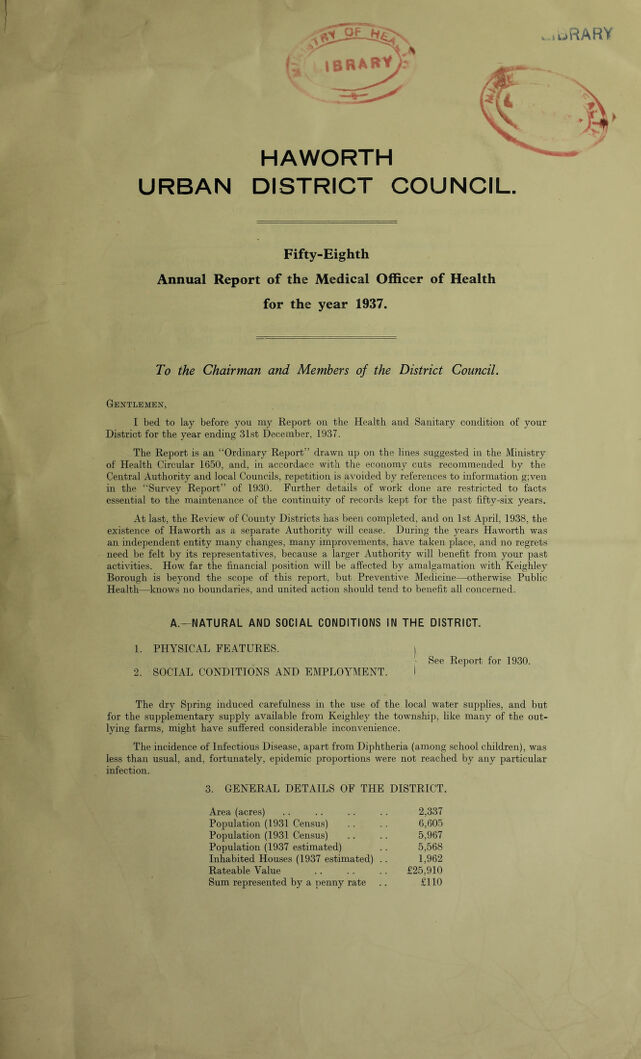 MINISTRY OF HEALTH
LIBRARY
LIBRARY
HAWORTH
URBAN DISTRICT COUNCIL.
Fifty-Eighth
Annual Report of the Medical Officer of Health
for the year 1937.
To the Chairman and Members of the District Council.
GENTLEMEN,
I bed to lay before you my Report on the Health and Sanitary condition of your
District for the year ending 31st December, 1937.
The Report is an "Ordinary Report" drawn up on the lines suggested in the Ministry
of Health Circular 1650, and, in accordace with the economy cuts recommended by the
Central Authority and local Councils, repetition is avoided by references to information given
in the "Survey Report" of 1930. Further details of work done are restricted to facts
essential to the maintenance of the continuity of records kept for the past fifty-six years.
At last, the Review of County Districts has been completed, and on 1st April, 1938, the
existence of Haworth as a separate Authority will cease. During the years Haworth was
an independent entity many changes, many improvements, have taken place, and no regrets
need be felt by its representatives, because a larger Authority will benefit from your past
activities. How far the financial position will be affected by amalgamation with Keighley
Borough is beyond the scope of this report, but Preventive Medicine—otherwise Public
Health—knows no boundaries, and united action should tend to benefit all concerned.
A.—NATURAL AND SOCIAL CONDITIONS IN THE DISTRICT.
1. PHYSICAL FEATURES.
2. SOCIAL CONDITIONS AND EMPLOYMENT.
See Report for 1930.
The dry Spring induced carefulness in the use of the local water supplies, and but
for the supplementary supply available from Keighley the township, like many of the out-
lying farms, might have suffered considerable inconvenience.
The incidence of Infectious Disease, apart from Diphtheria (among school children), was
less than usual, and, fortunately, epidemic proportions were not reached by any particular
infection.
3. GENERAL DETAILS OF THE DISTRICT.
Area (acres) .. .. .. .. 2,337
Population (1931 Census) .. .. 6,605
Population (1931 Census) .. .. 5,967
Population (1937 estimated) .. 5,568
Inhabited Houses (1937 estimated) .. 1,962
Rateable Value .. .. .. £25,910
Sum represented by a penny rate .. £110